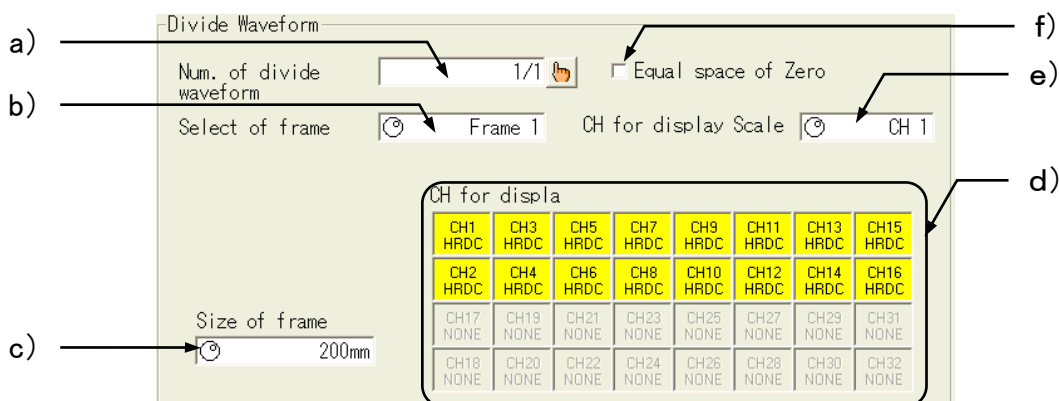 Divide Waveform
a)
f)
Num. of divide
waveform
1/1
Equal space of Zero
e)
b)
Select of frame
Frame 1
CH for display Scale
CH 1
d)
CH for displa
CH1 CH3 CH5 CH7 CH9 CH11 CH13 CH15
HRDC HRDC HRDC HRDC HRDC HRDC HRDC HRDC
CH2 CH4 CH6 CH8 CH10 CH12 CH14 CH16
HRDC HRDC HRDC HRDC HRDC HRDC HRDC HRDC
CH17 CH19 CH21 CH23 CH25 CH27 CH29 CH31
NONE NONE NONE NONE NONE NONE NONE NONE
CH18 CH20 CH22 CH24 CH26 CH28 CH30 CH32
NONE NONE NONE NONE NONE NONE NONE NONE
Size of frame
c)
200mm